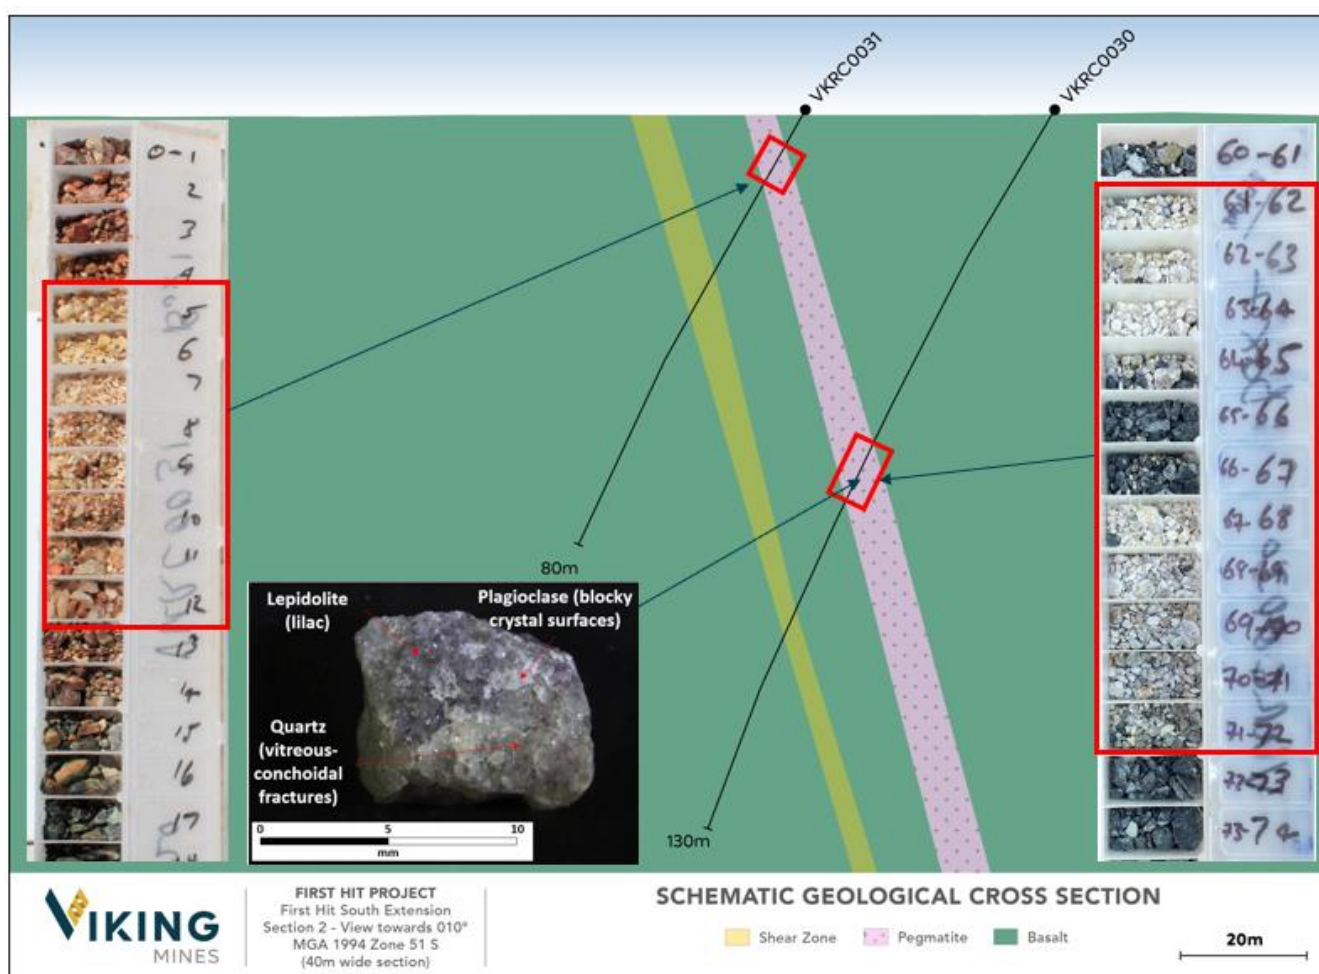 VKRC0031
VKRC0030
0-1
2
3
4
5
6
7
8
9
10
11
12
13
14
15
16
17
60-61
61-62
62-63
63-64
64-65
65-66
66-67
67-68
69-70
70-71
71-72
73-74
80m
130m
Lepidolite
(lilac)
Plagioclase (blocky
crystal surfaces)
Quartz
(vitreous-
conchoidal
fractures)
0 5 10
mm
VIKING
MINES
FIRST HIT PROJECT
First Hit South Extension
Section 2 - View towards 010°
MGA 1994 Zone 51 S
(40m wide section)
SCHEMATIC GEOLOGICAL CROSS SECTION
Shear Zone Pegmatite Basalt
20m